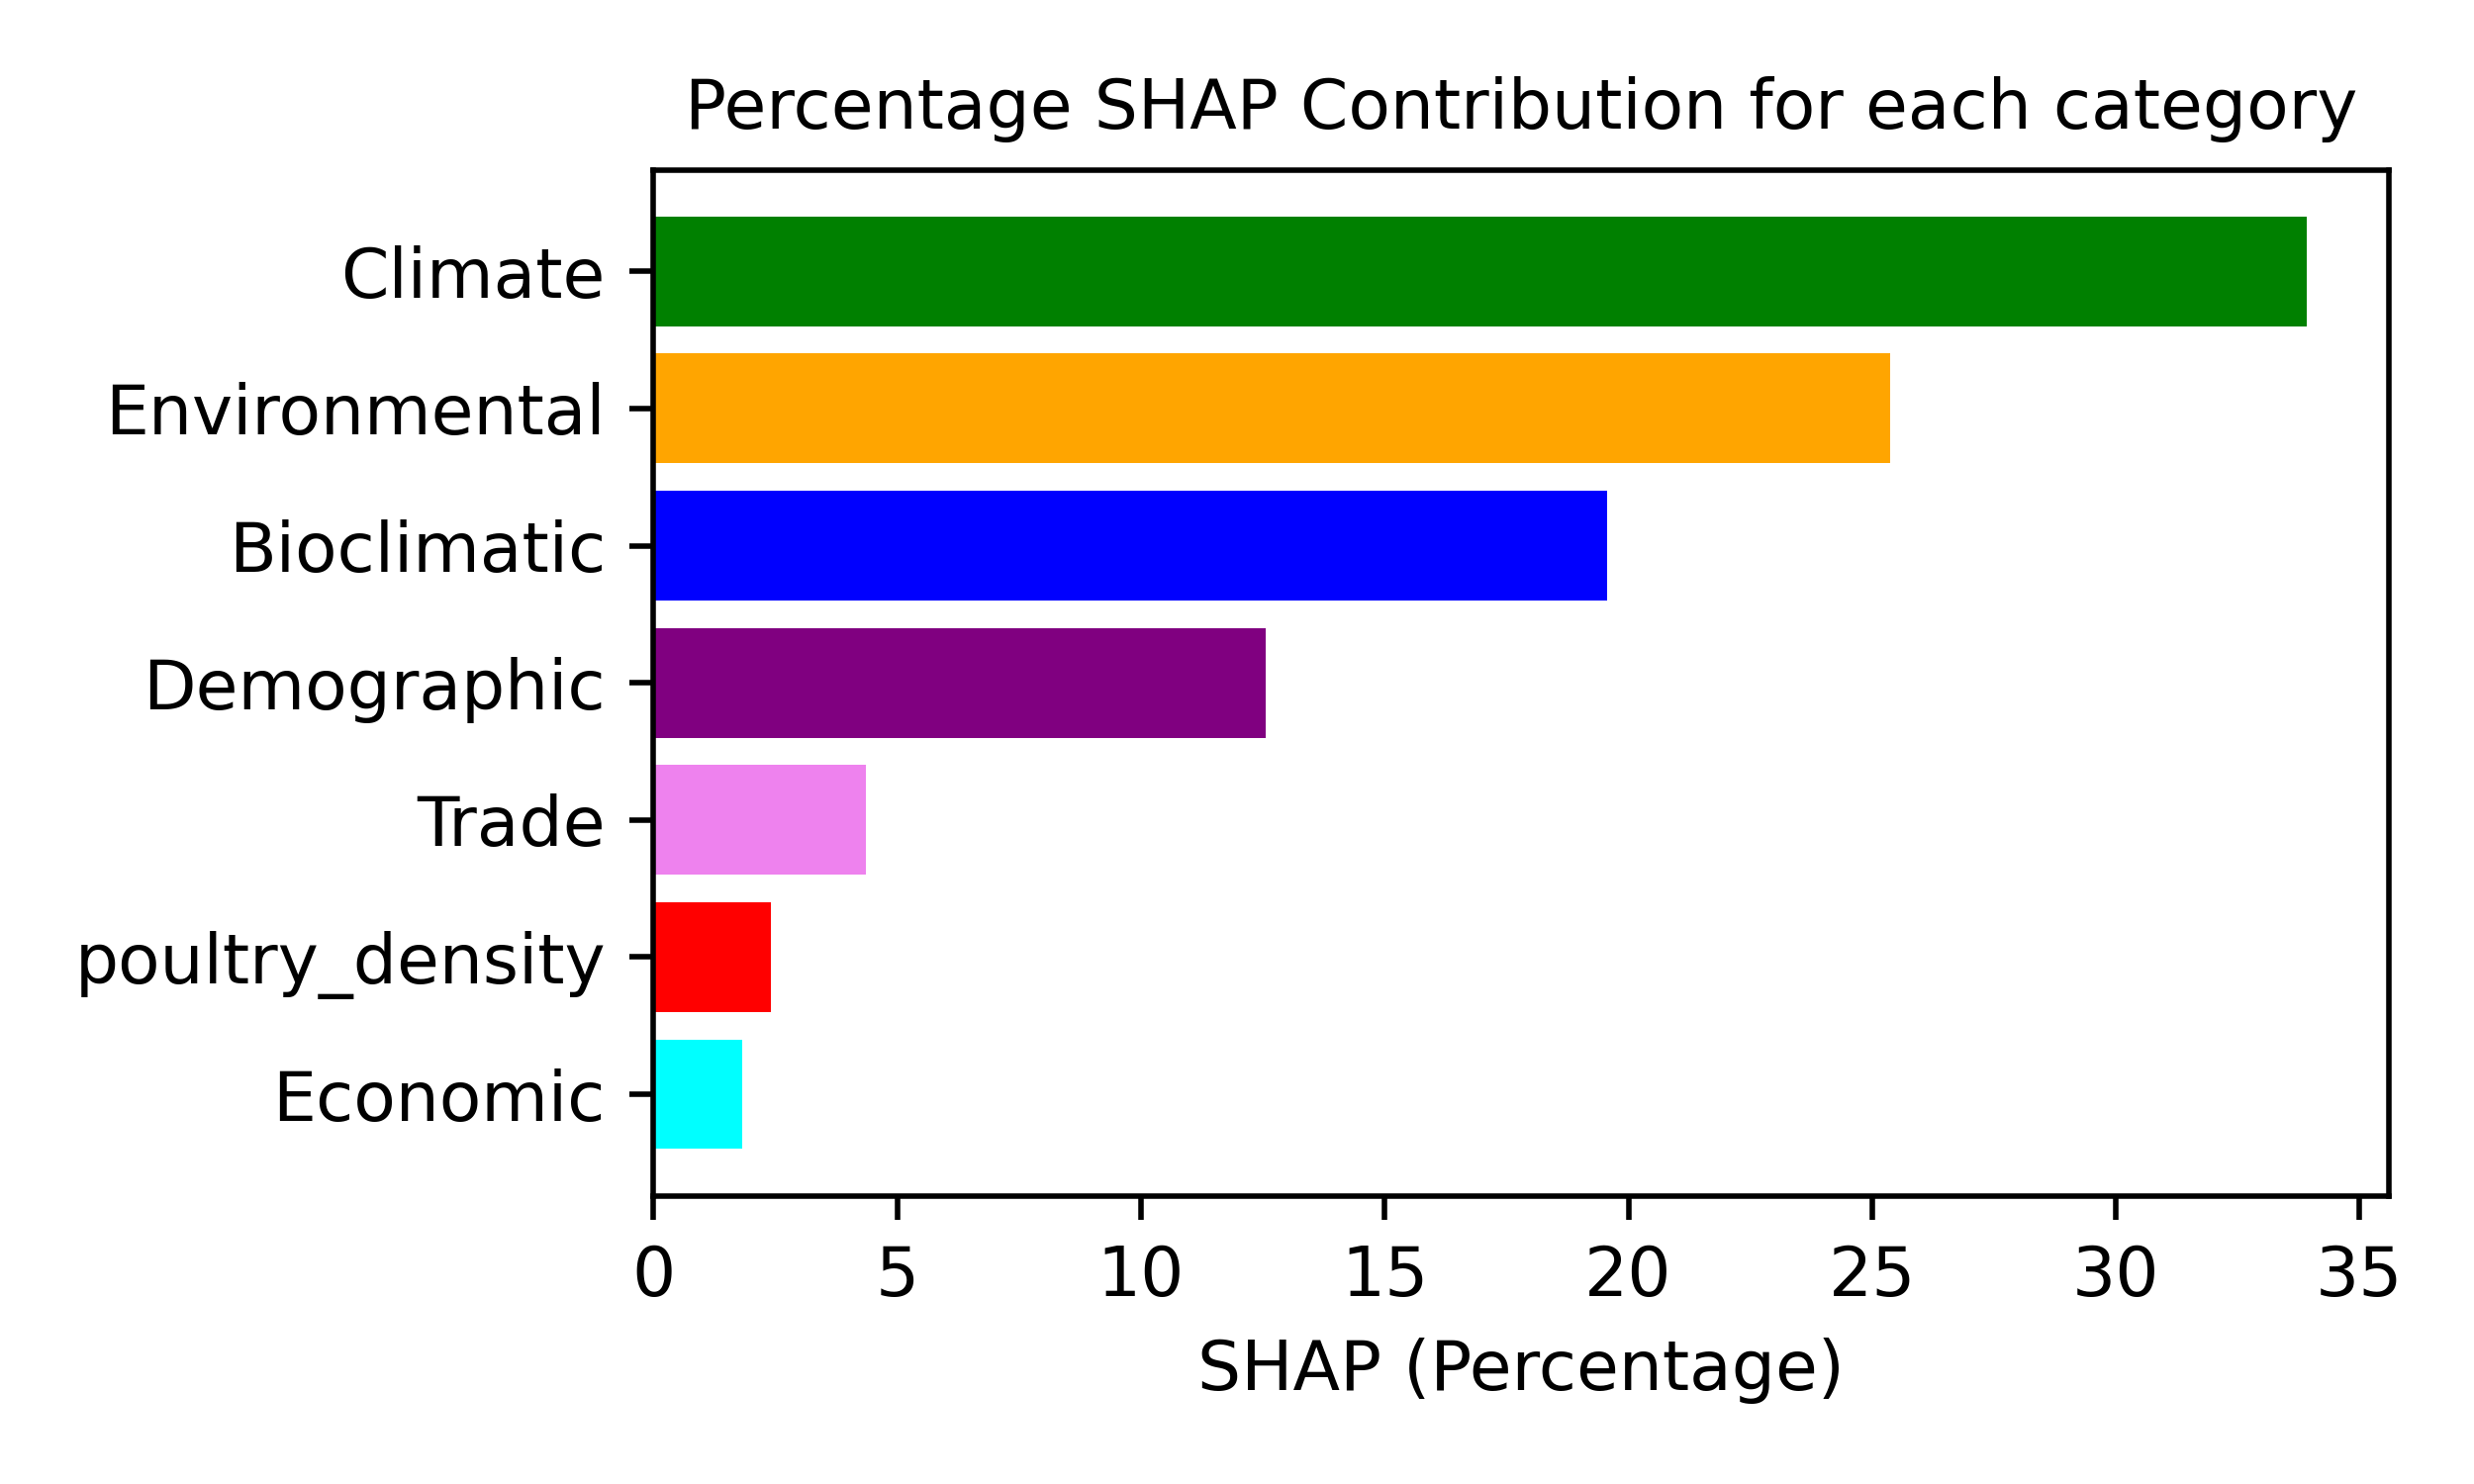 Percentage SHAP Contribution for each category
Climate
Environmental
Bioclimatic
Demographic
Trade
poultry_density
Economic
0 5 10 15 20 25 30 35
SHAP (Percentage)